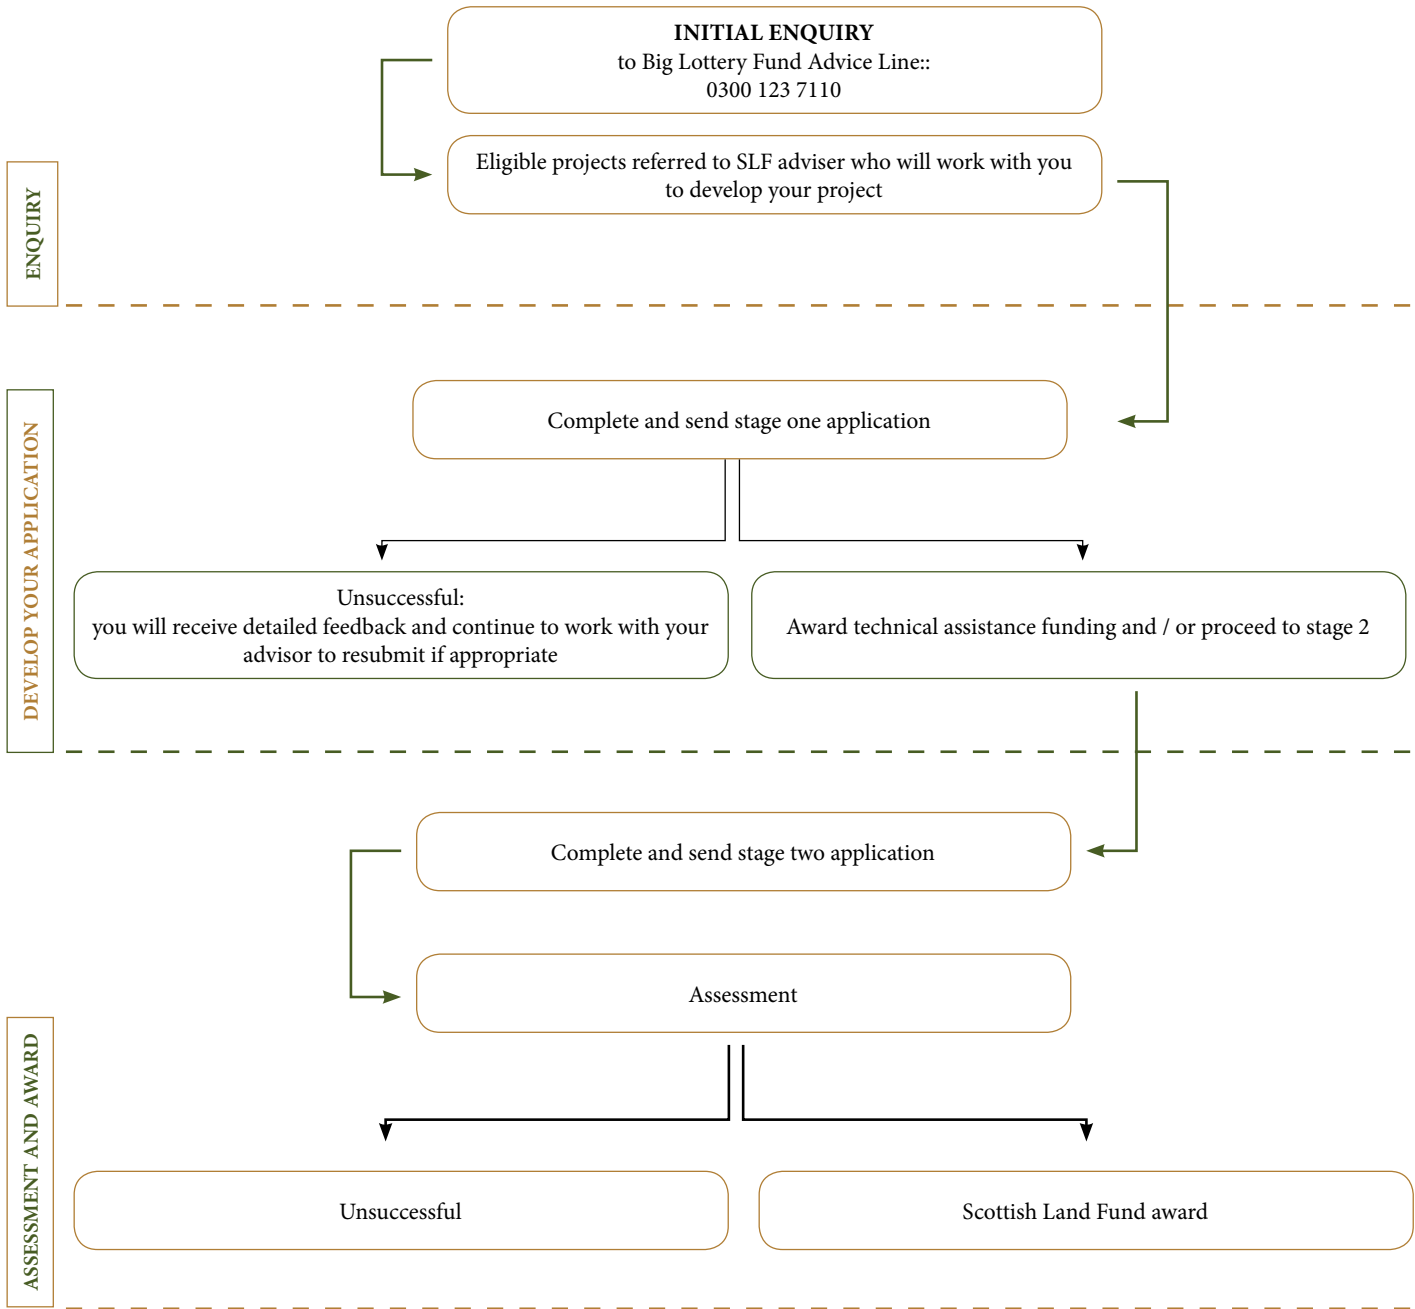 INITIAL ENQUIRY
to Big Lottery Fund Advice Line::
0300 123 7110
Eligible projects referred to SLF adviser who will work with you
to develop your project
ENQUIRY
Complete and send stage one application
Unsuccessful:
you will receive detailed feedback and continue to work with your
advisor to resubmit if appropriate
Award technical assistance funding and / or proceed to stage 2
DEVELOP YOUR APPLICATION
Complete and send stage two application
Assessment
Unsuccessful
Scottish Land Fund award
ASSESSMENT AND AWARD